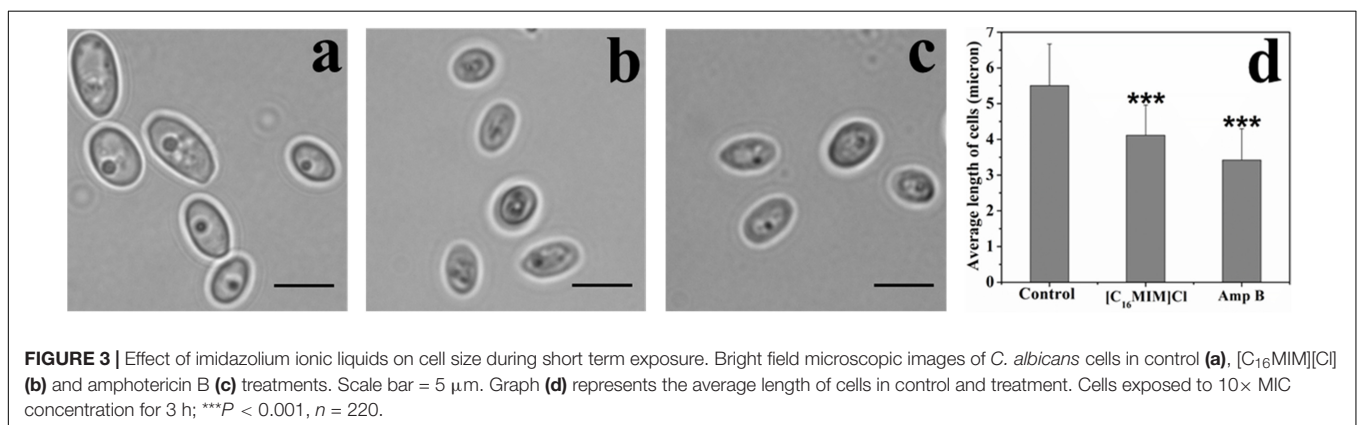 a
b
c
d
Average length of cells (micron)
7
6
5
4
3
2
1
0
***
***
Control
[C₁₆MIM]Cl
Amp B
FIGURE 3 | Effect of imidazolium ionic liquids on cell size during short term exposure. Bright field microscopic images of C. albicans cells in control (a), [C₁₆MIM][Cl]
(b) and amphotericin B (c) treatments. Scale bar = 5 μm. Graph (d) represents the average length of cells in control and treatment. Cells exposed to 10× MIC
concentration for 3 h; ***P < 0.001, n = 220.